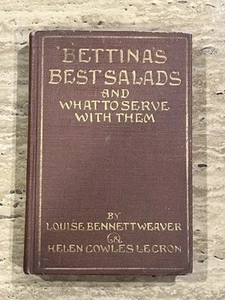 BETTINA'S
BEST SALADS
AND
WHAT TO SERVE
WITH THEM
BY
LOUISE BENNETT WEAVER
&
HELEN COWLES LECRON